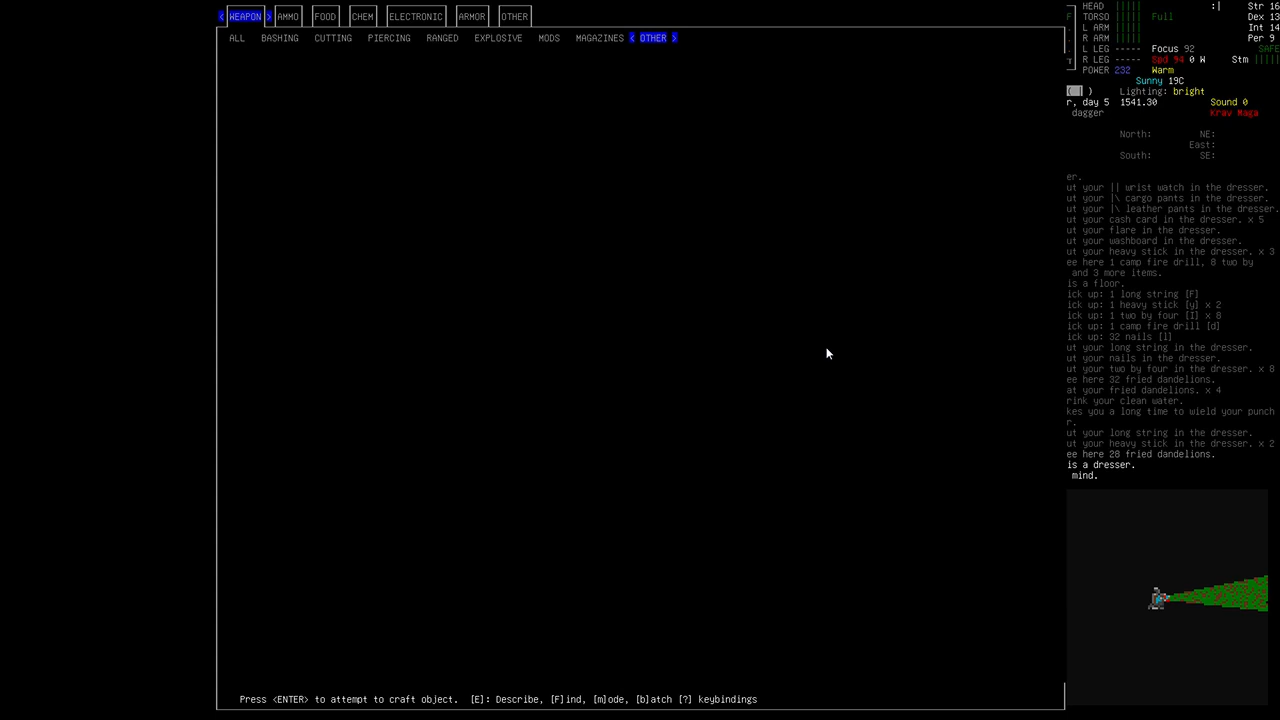 < WEAPON > AMMO FOOD CHEM ELECTRONIC ARMOR OTHER
ALL BASHING CUTTING PIERCING RANGED EXPLOSIVE MODS MAGAZINES < OTHER >
HEAD ||||| :| Str 16
TORSO ||||| Full Dex 13
L ARM ||||| Int 14
R ARM ||||| Per 9
L LEG ----- Focus 92 SAFE
R LEG ----- Spd 94 0 W Stm |||||
POWER 232 Warm
Sunny 19C
Lighting: bright
r, day 5 1541.30 Sound 0
dagger Krav Maga
North: NE:
East:
South: SE:
er.
ut your || wrist watch in the dresser.
ut your |\ cargo pants in the dresser.
ut your |\ leather pants in the dresser.
ut your cash card in the dresser. x 5
ut your flare in the dresser.
ut your washboard in the dresser.
ut your heavy stick in the dresser. x 3
ee here 1 camp fire drill, 8 two by
and 3 more items.
is a floor.
ick up: 1 long string [F]
ick up: 1 heavy stick [y] x 2
ick up: 1 two by four [I] x 8
ick up: 1 camp fire drill [d]
ick up: 32 nails [l]
ut your long string in the dresser.
ut your nails in the dresser.
ut your two by four in the dresser. x 8
ee here 32 fried dandelions.
at your fried dandelions. x 4
rink your clean water.
kes you a long time to wield your punch
r.
ut your long string in the dresser.
ut your heavy stick in the dresser. x 2
ee here 28 fried dandelions.
is a dresser.
mind.
Press <ENTER> to attempt to craft object. [E]: Describe, [F]ind, [m]ode, [b]atch [?] keybindings